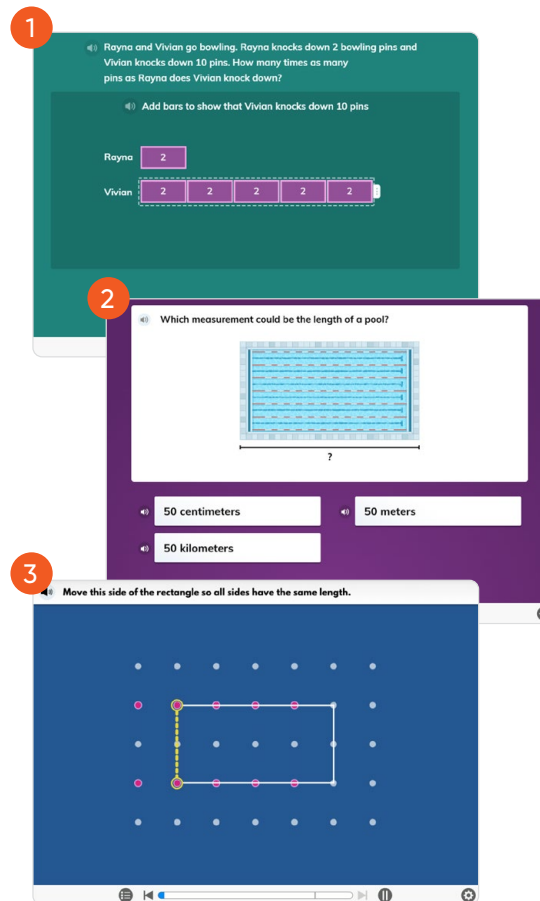 1
Rayna and Vivian go bowling. Rayna knocks down 2 bowling pins and
Vivian knocks down 10 pins. How many times as many
pins as Rayna does Vivian knock down?
Add bars to show that Vivian knocks down 10 pins
Rayna 2
Vivian 2 2 2 2 2
2
Which measurement could be the length of a pool?
?
50 centimeters 50 meters
50 kilometers
3
Move this side of the rectangle so all sides have the same length.